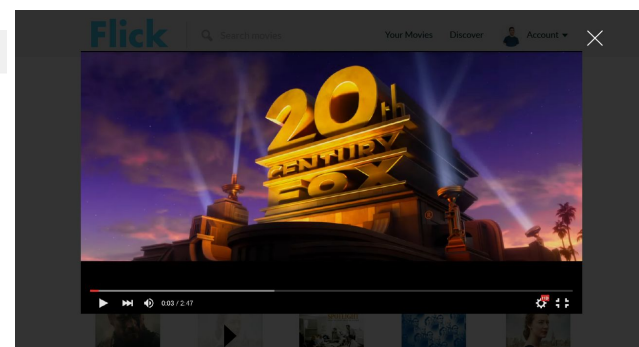 Flick
Search movies
Your Movies
Discover
Account
20th
CENTURY
FOX
0:03 / 2:47
HD